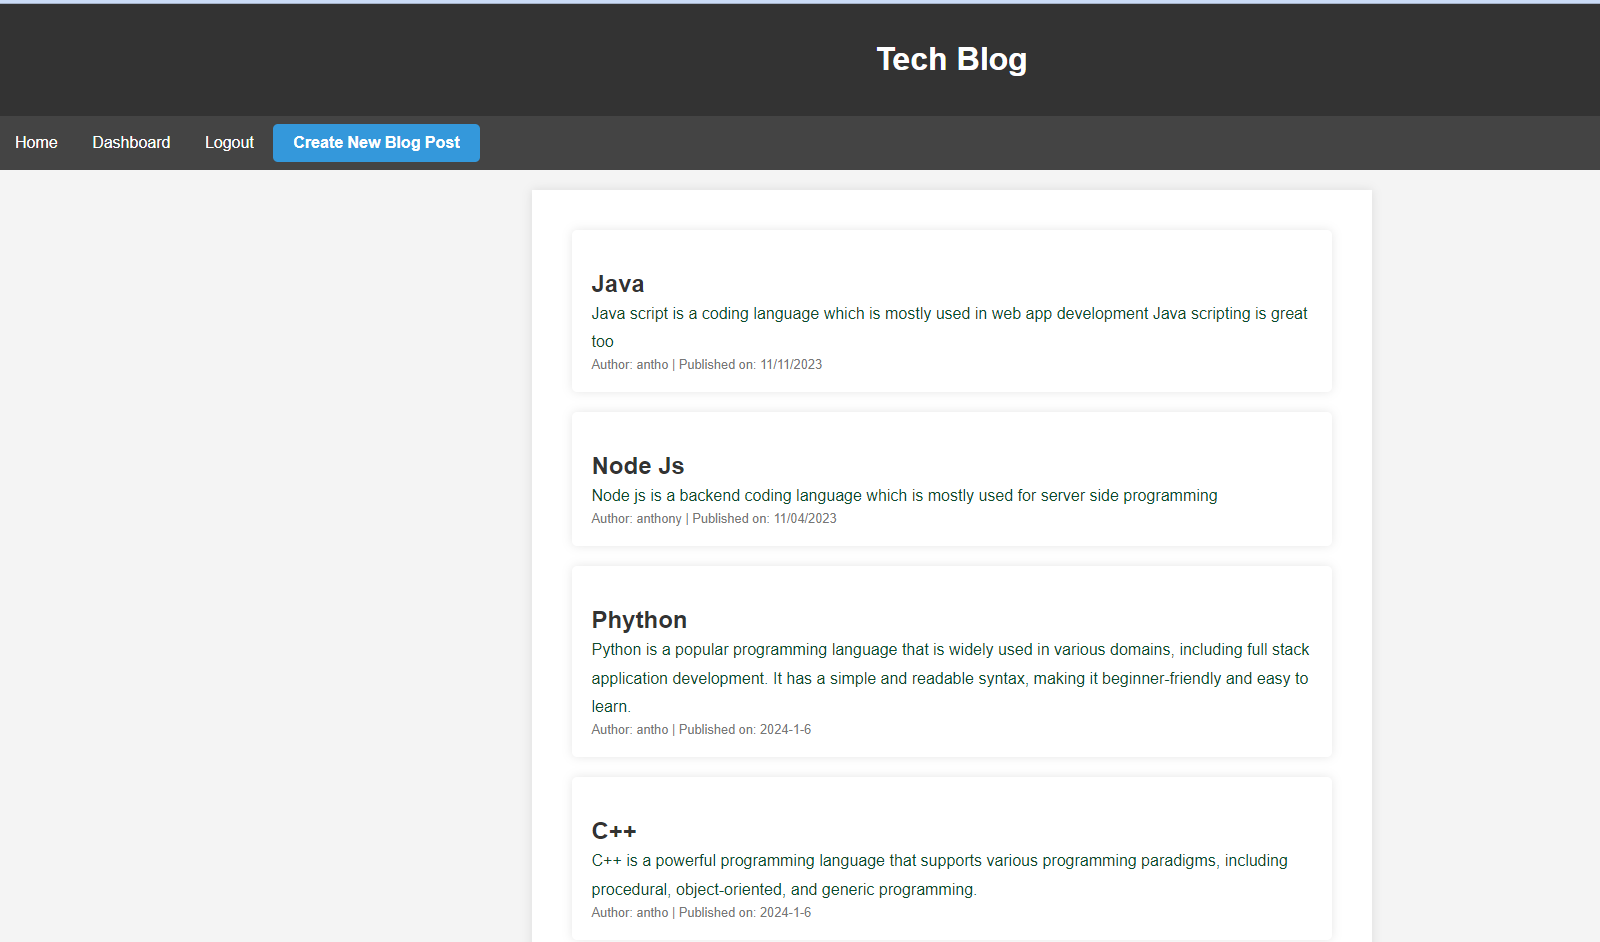 Tech Blog
Home Dashboard Logout Create New Blog Post
Java
Java script is a coding language which is mostly used in web app development Java scripting is great
too
Author: antho | Published on: 11/11/2023
Node Js
Node js is a backend coding language which is mostly used for server side programming
Author: anthony | Published on: 11/04/2023
Phython
Python is a popular programming language that is widely used in various domains, including full stack
application development. It has a simple and readable syntax, making it beginner-friendly and easy to
learn.
Author: antho | Published on: 2024-1-6
C++
C++ is a powerful programming language that supports various programming paradigms, including
procedural, object-oriented, and generic programming.
Author: antho | Published on: 2024-1-6